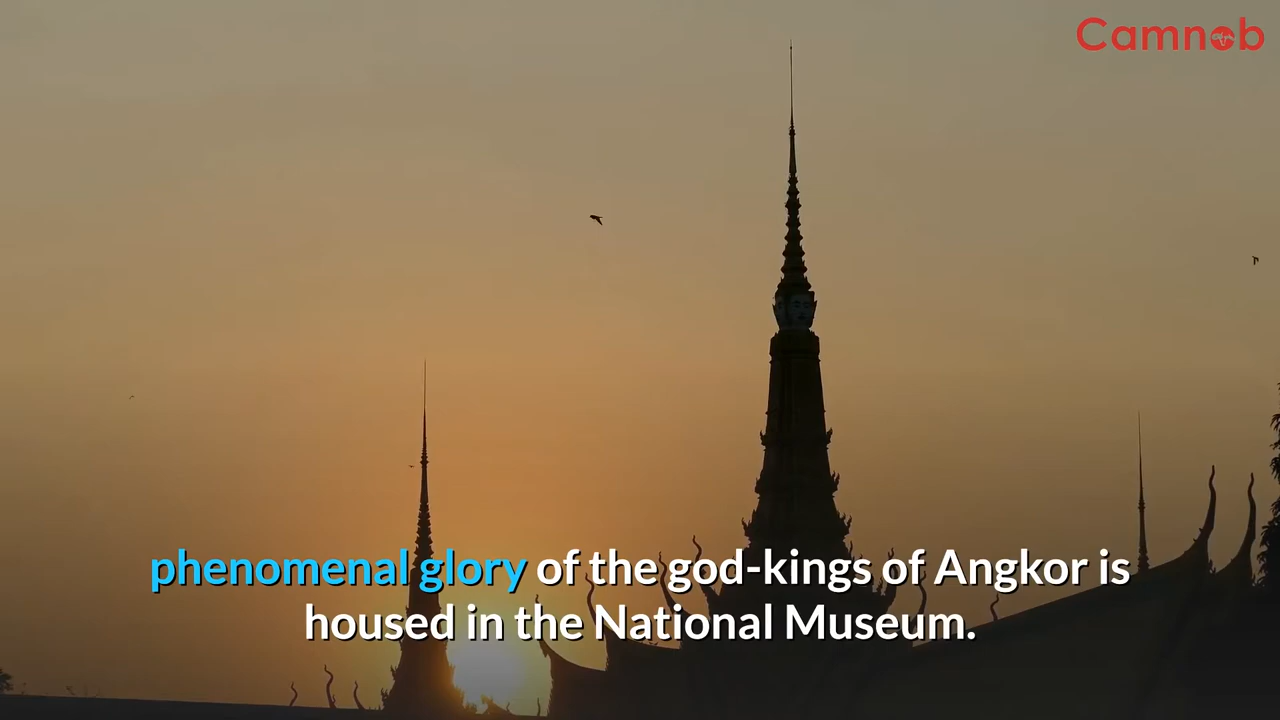 Camnob
phenomenal glory of the god-kings of Angkor is
housed in the National Museum.